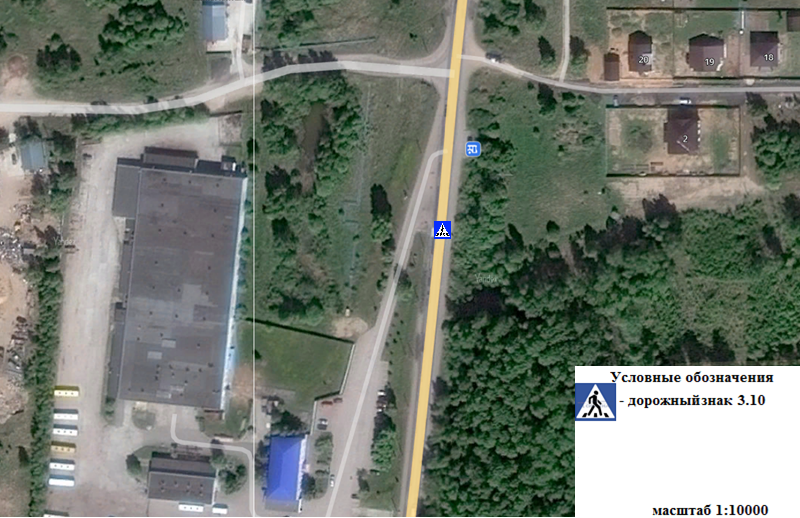 20
19
18
2
Условные обозначения
- дорожныйзнак 3.10
масштаб 1:10000